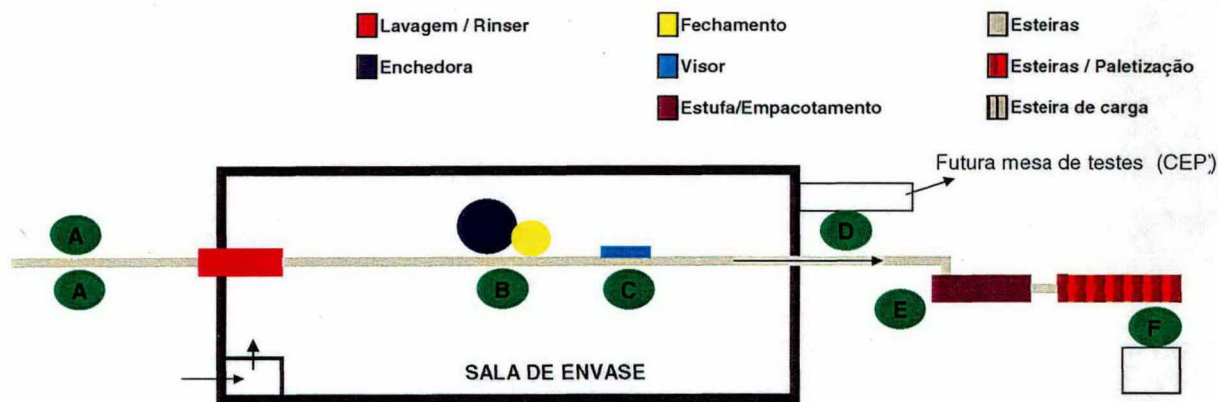 Lavagem / Rinser
Fechamento
Esteiras
Enchedora
Visor
Esteiras / Paletização
Estufa/Empacotamento
Esteira de carga
Futura mesa de testes (CEP)
A
D
A
B
C
E
F
SALA DE ENVASE